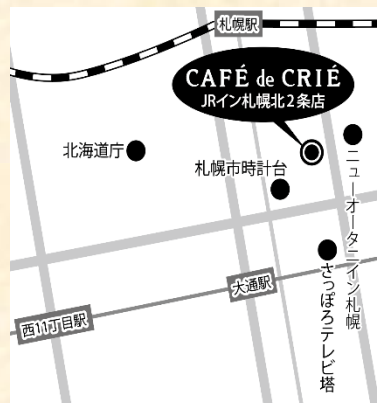 札幌駅
CAFÉ de CRIÉ
JRイン札幌北2条店
北海道庁
札幌市時計台
ニューオータニイン札幌
さっぽろテレビ塔
大通駅
西11丁目駅